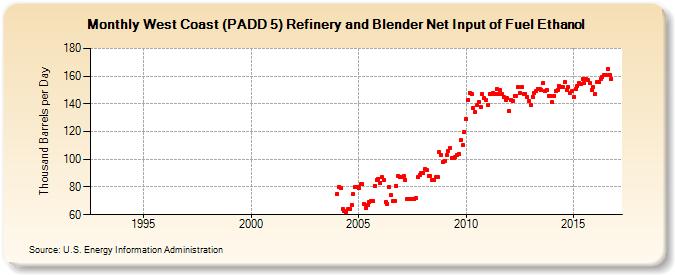 Monthly West Coast (PADD 5) Refinery and Blender Net Input of Fuel Ethanol
Thousand Barrels per Day
180
160
140
120
100
80
60
1995 2000 2005 2010 2015
Source: U.S. Energy Information Administration